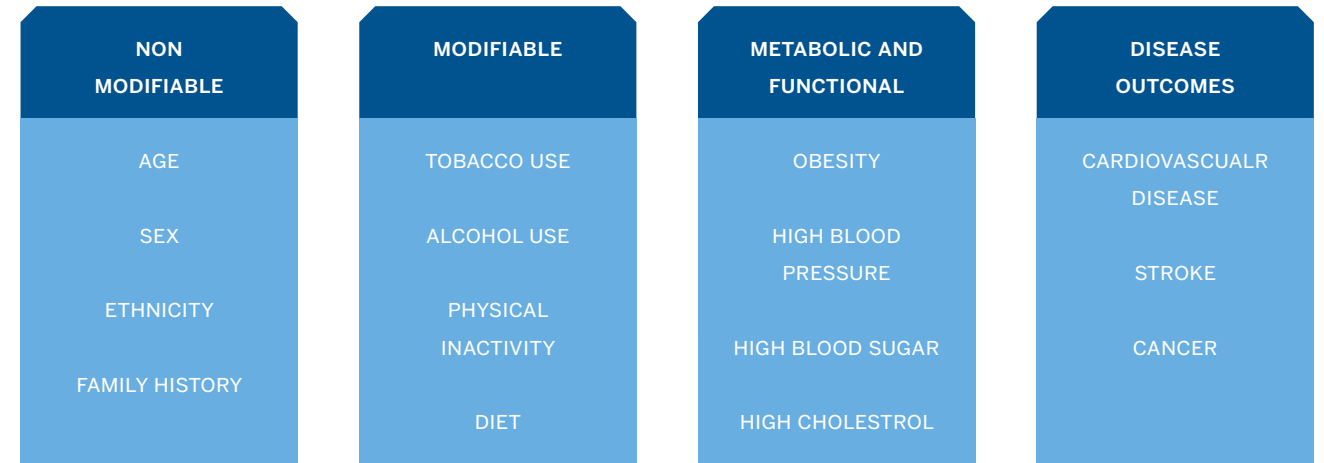 NON
MODIFIABLE
AGE
SEX
ETHNICITY
FAMILY HISTORY
MODIFIABLE
TOBACCO USE
ALCOHOL USE
PHYSICAL
INACTIVITY
DIET
METABOLIC AND
FUNCTIONAL
OBESITY
HIGH BLOOD
PRESSURE
HIGH BLOOD SUGAR
HIGH CHOLESTROL
DISEASE
OUTCOMES
CARDIOVASCUALR
DISEASE
STROKE
CANCER